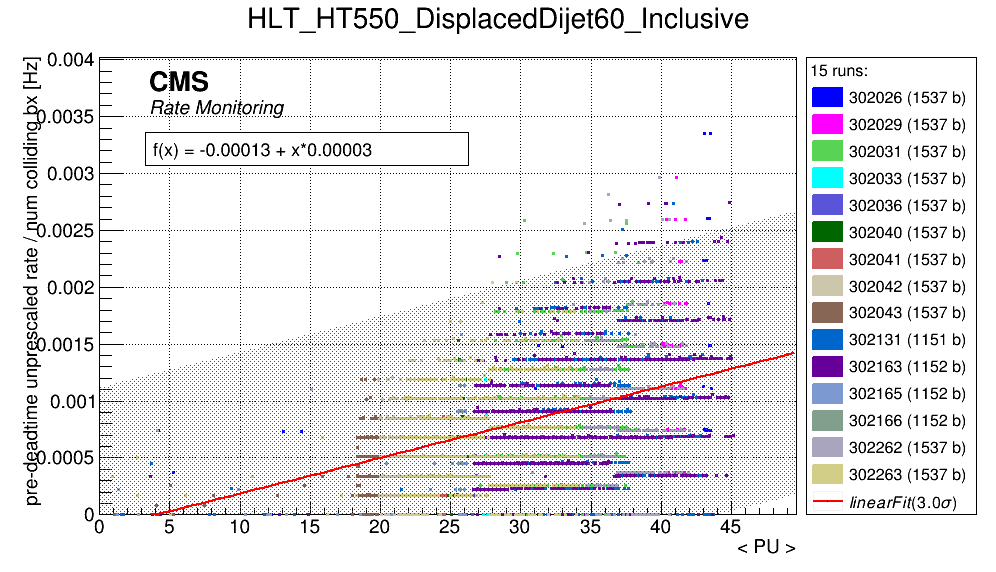 HLT_HT550_DisplacedDijet60_Inclusive
pre-deadtime unprescaled rate / num colliding bx [Hz]
0.004
0.0035
0.003
0.0025
0.002
0.0015
0.001
0.0005
0
CMS
Rate Monitoring
f(x) = -0.00013 + x*0.00003
0 5 10 15 20 25 30 35 40 45
< PU >
15 runs:
302026 (1537 b)
302029 (1537 b)
302031 (1537 b)
302033 (1537 b)
302036 (1537 b)
302040 (1537 b)
302041 (1537 b)
302042 (1537 b)
302043 (1537 b)
302131 (1151 b)
302163 (1152 b)
302165 (1152 b)
302166 (1152 b)
302262 (1537 b)
302263 (1537 b)
linearFit(3.0σ)